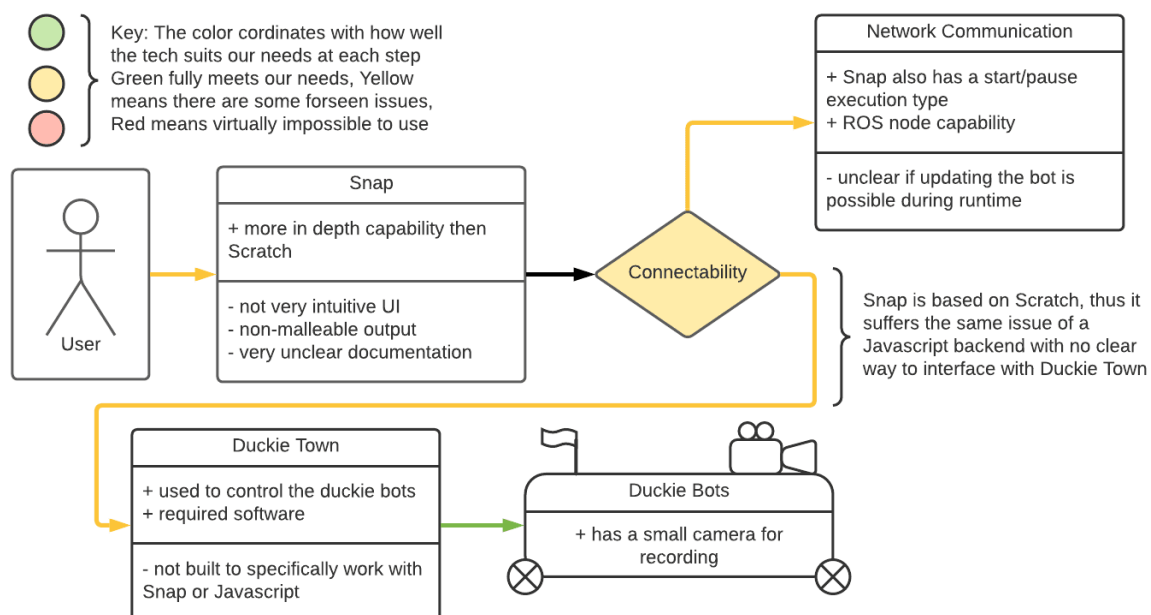 Key: The color cordinates with how well
the tech suits our needs at each step
Green fully meets our needs, Yellow
means there are some forseen issues,
Red means virtually impossible to use
Network Communication
+ Snap also has a start/pause
execution type
+ ROS node capability
- unclear if updating the bot is
possible during runtime
User
Snap
+ more in depth capability then
Scratch
- not very intuitive UI
- non-malleable output
- very unclear documentation
Connectability
Snap is based on Scratch, thus it
suffers the same issue of a
Javascript backend with no clear
way to interface with Duckie Town
Duckie Town
+ used to control the duckie bots
+ required software
- not built to specifically work with
Snap or Javascript
Duckie Bots
+ has a small camera for
recording